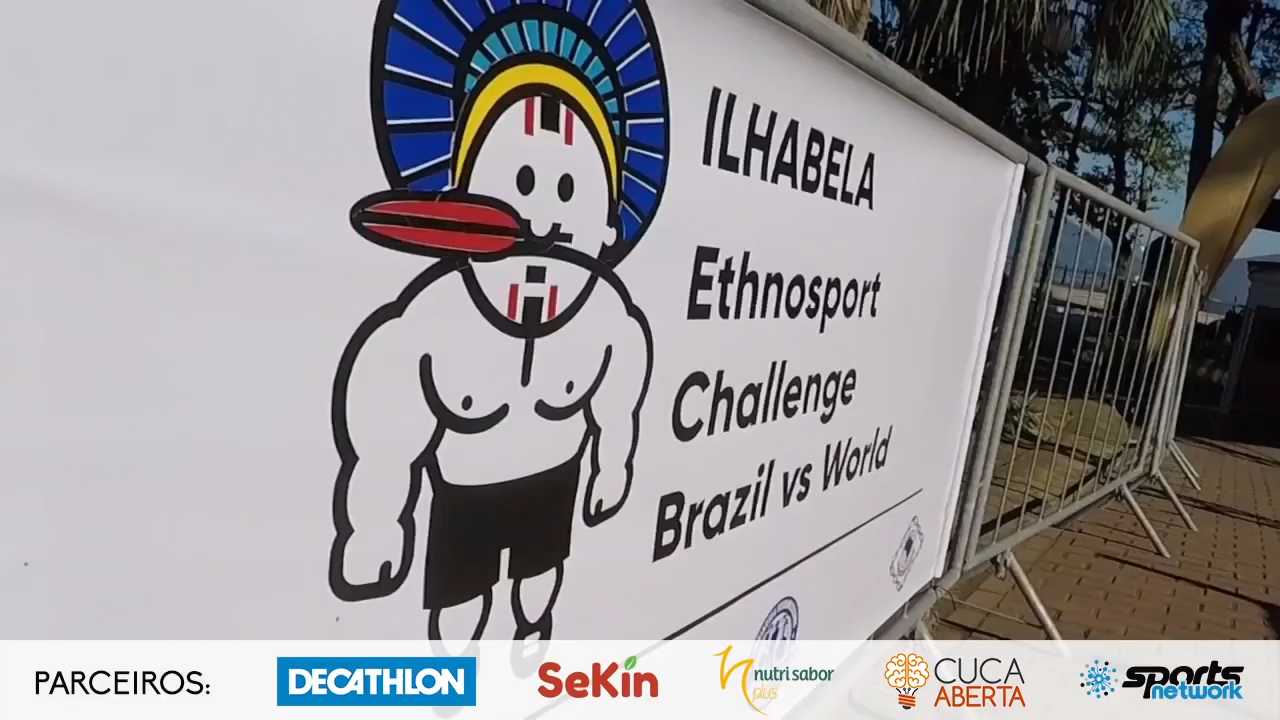 ILHABELA
Ethnosport
Challenge
Brazil vs World
PARCEIROS:
DECATHLON
SeKin
nutri sabor
plus
CUCA
ABERTA
sports
network